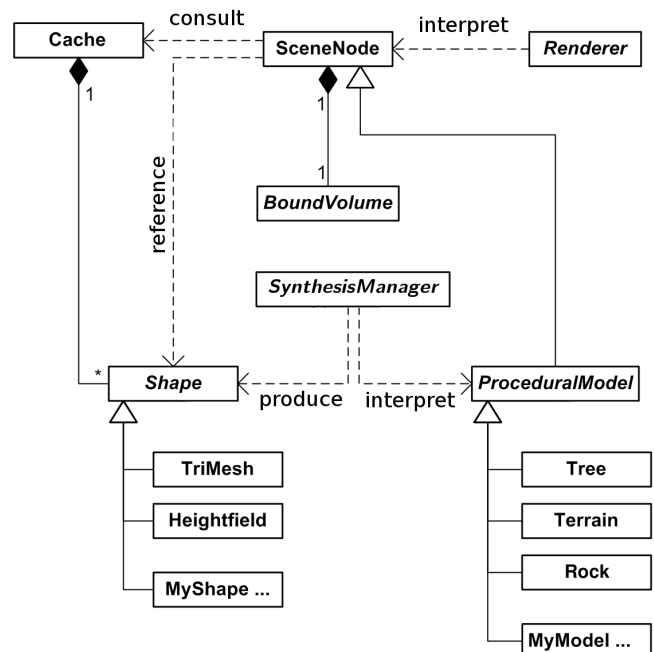 consult
interpret
Cache
SceneNode
Renderer
1
1
reference
1
BoundVolume
SynthesisManager
*
Shape
ProceduralModel
produce
interpret
TriMesh
Tree
Heightfield
Terrain
Rock
MyShape ...
MyModel ...